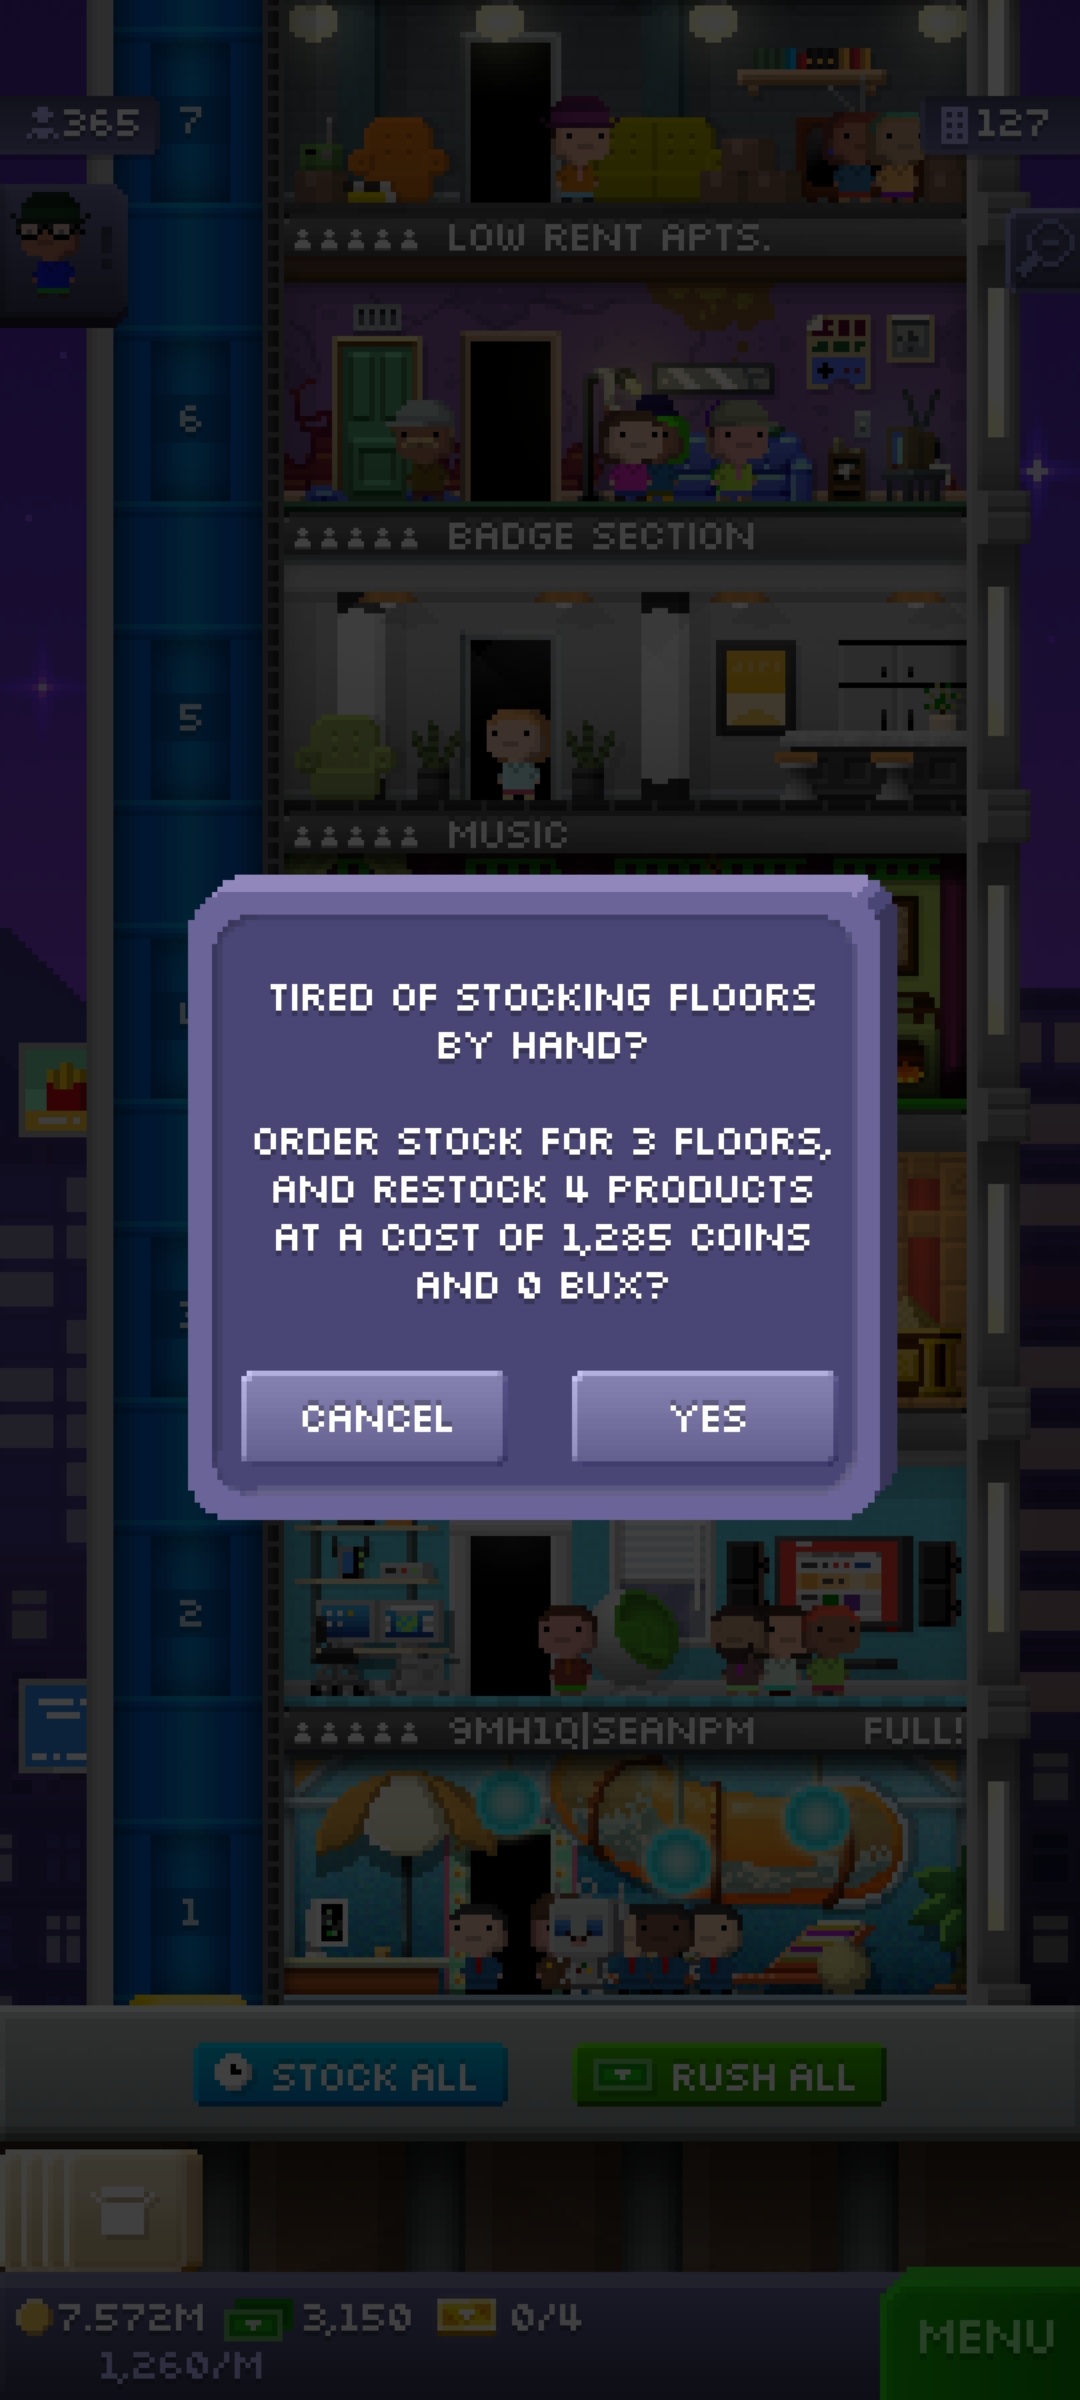 365
7
127
LOW RENT APTS.
6
BADGE SECTION
5
MUSIC
TIRED OF STOCKING FLOORS
BY HAND?
ORDER STOCK FOR 3 FLOORS,
AND RESTOCK 4 PRODUCTS
AT A COST OF 1,285 COINS
AND 0 BUX?
CANCEL
YES
2
9MH1Q|SEANPM
FULL!
1
STOCK ALL
RUSH ALL
7.572M
3,150
0/4
1,260/M
MENU